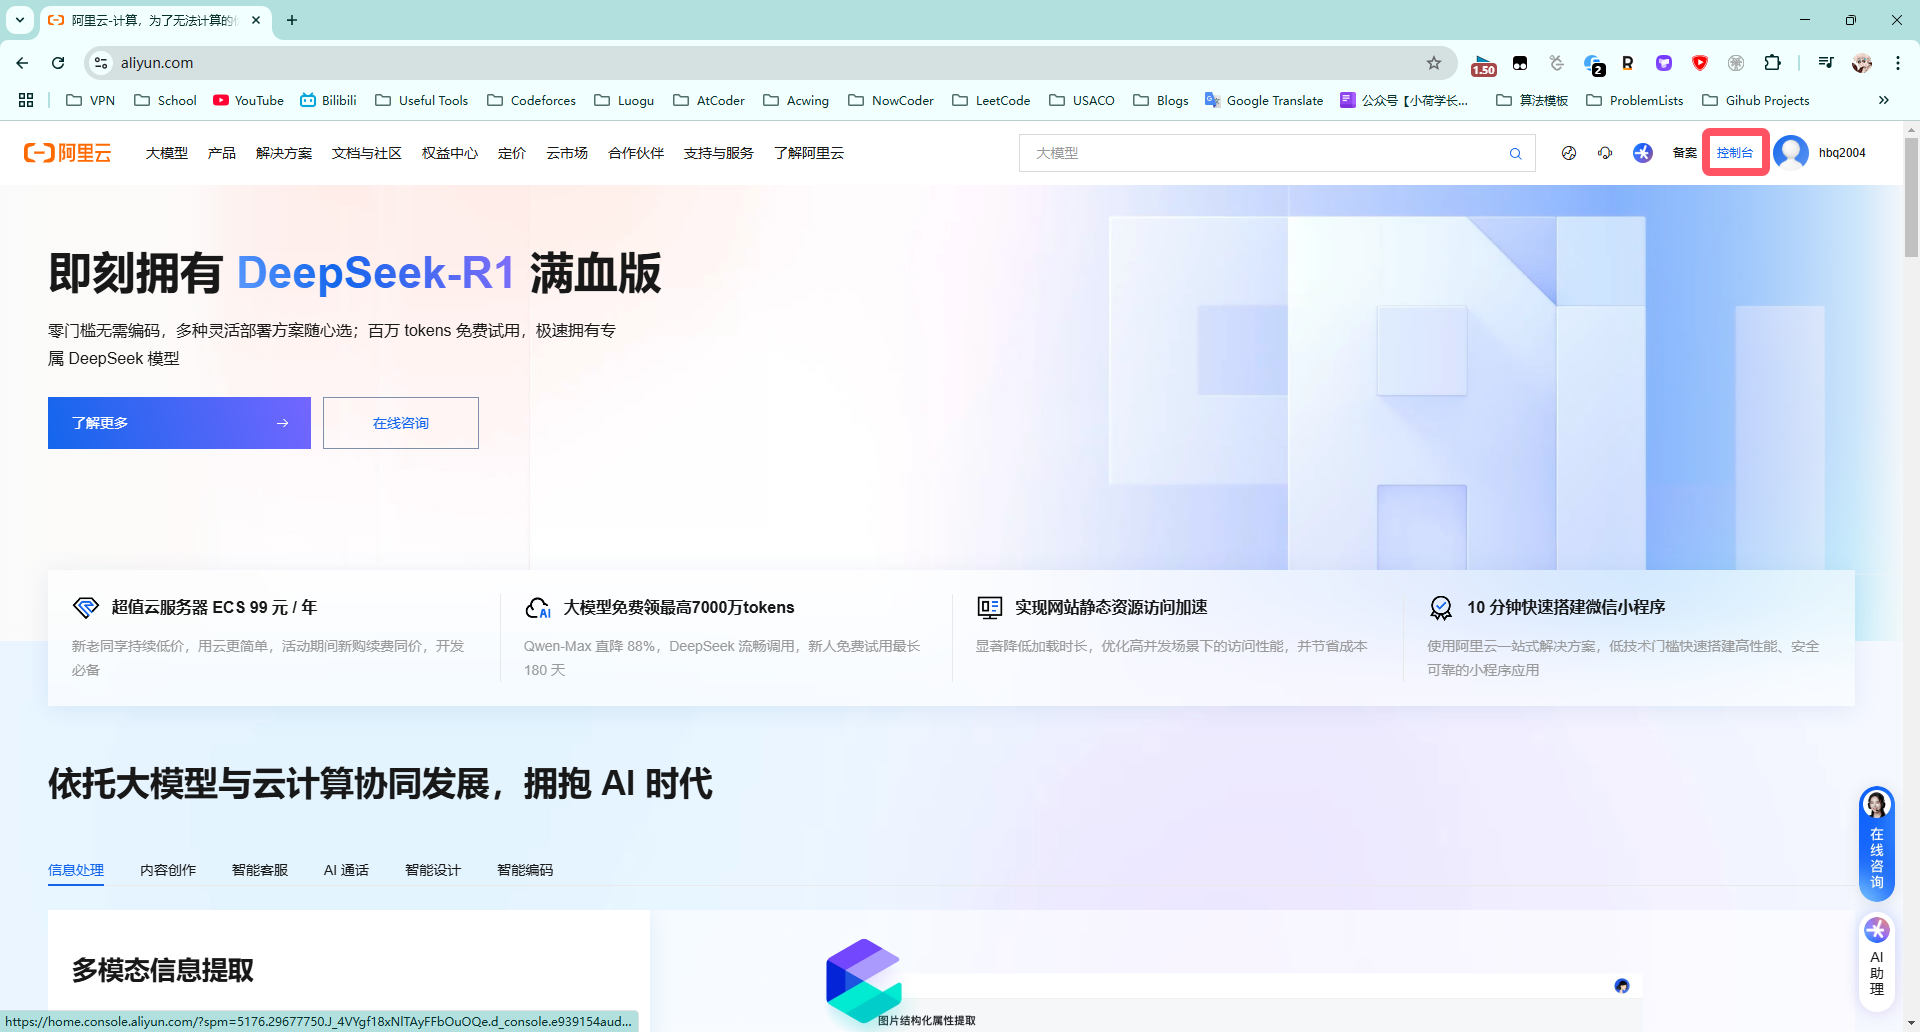 阿里云-计算，为了无法计算的
aliyun.com
1.50
2
VPN
School
YouTube
Bilibili
Useful Tools
Codeforces
Luogu
AtCoder
Acwing
NowCoder
LeetCode
USACO
Blogs
Google Translate
公众号【小荷学长...
算法模板
ProblemLists
Gihub Projects
阿里云
大模型
产品
解决方案
文档与社区
权益中心
定价
云市场
合作伙伴
支持与服务
了解阿里云
大模型
备案
控制台
hbq2004
即刻拥有 DeepSeek-R1 满血版
零门槛无需编码，多种灵活部署方案随心选；百万 tokens 免费试用，极速拥有专
属 DeepSeek 模型
了解更多
在线咨询
超值云服务器 ECS 99 元 / 年
新老同享持续低价，用云更简单，活动期间新购续费同价，开发
必备
AI
大模型免费领最高7000万tokens
Qwen-Max 直降 88%，DeepSeek 流畅调用，新人免费试用最长
180 天
实现网站静态资源访问加速
显著降低加载时长，优化高并发场景下的访问性能，并节省成本
10 分钟快速搭建微信小程序
使用阿里云一站式解决方案，低技术门槛快速搭建高性能、安全
可靠的小程序应用
依托大模型与云计算协同发展，拥抱 AI 时代
信息处理
内容创作
智能客服
AI 通话
智能设计
智能编码
多模态信息提取
图片结构化属性提取
在线咨询
AI助理
https://home.console.aliyun.com/?spm=5176.29677750.J_4VYgf18xNlTAyFFbOuOQe.d_console.e939154aud...